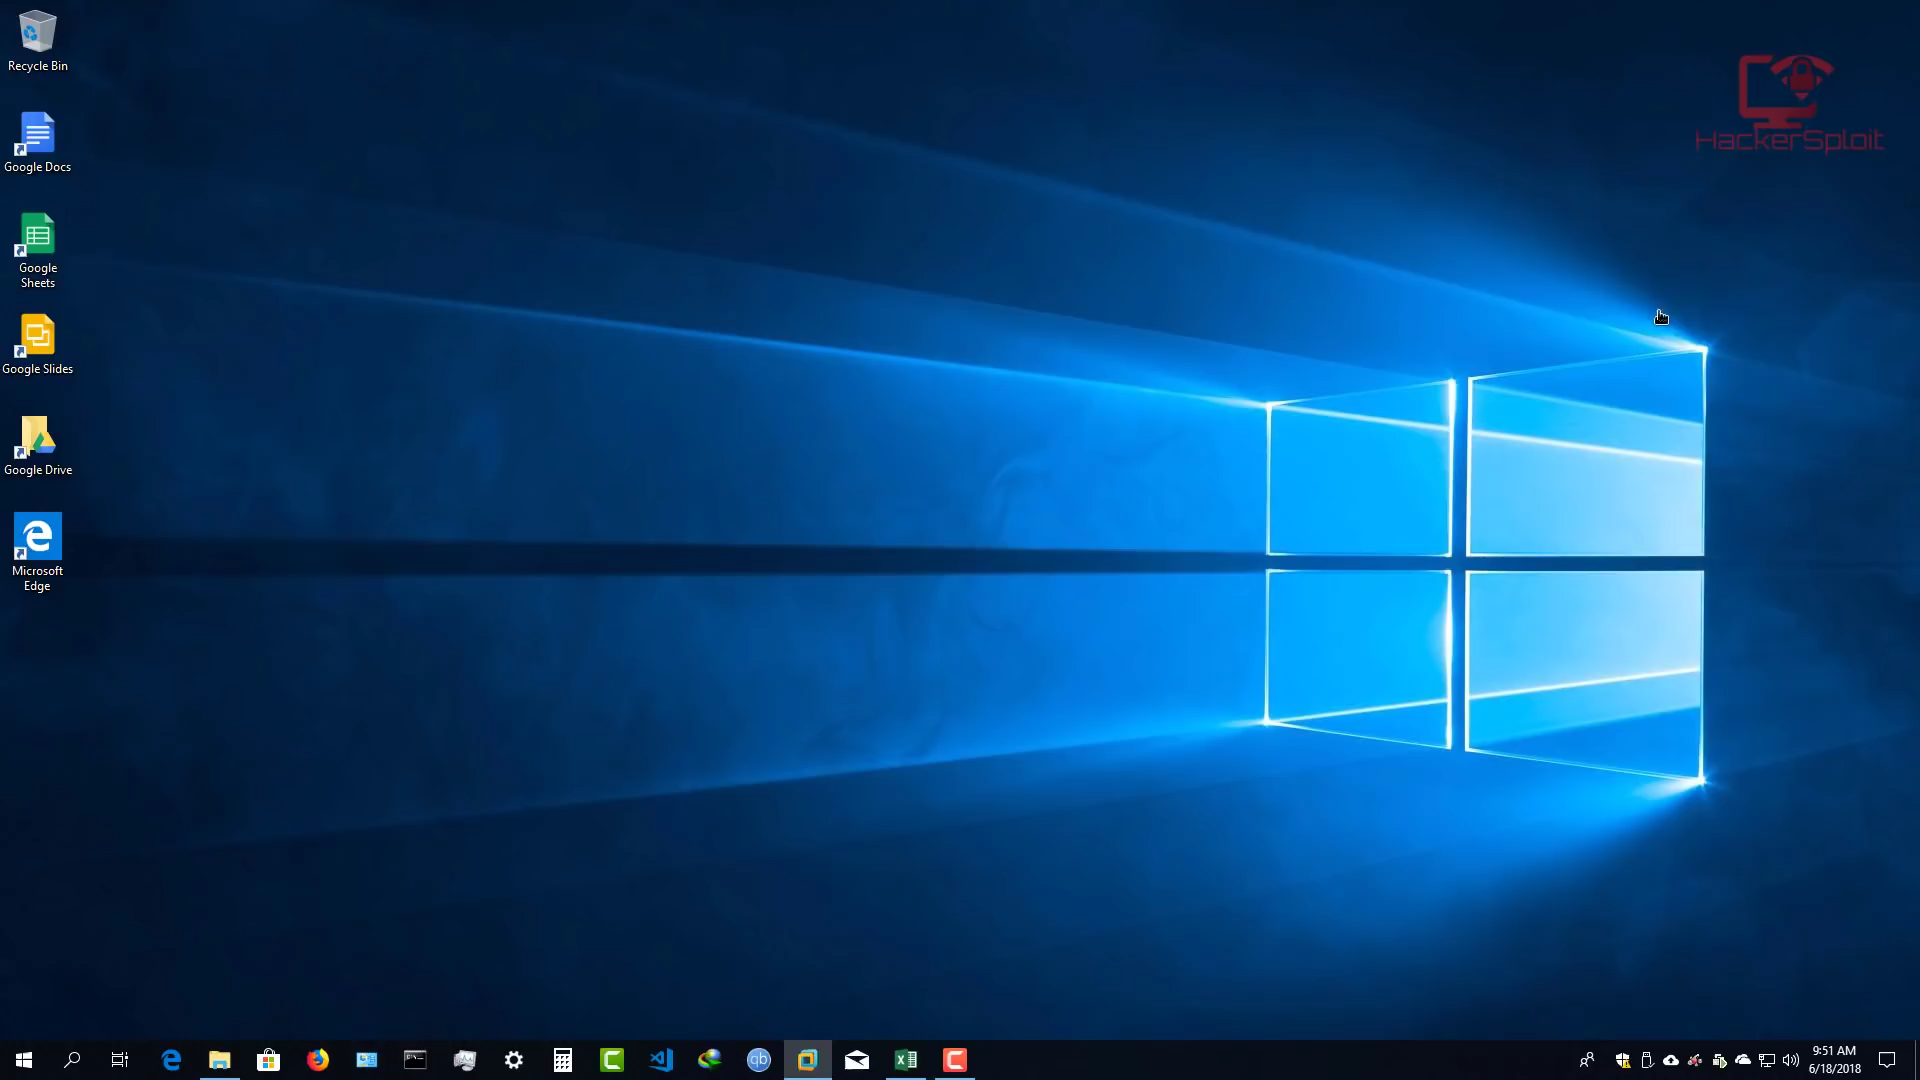 Recycle Bin
Google Docs
Google
Sheets
Google Slides
Google Drive
Microsoft
Edge
HackerSploit
qb
9:51 AM
6/18/2018